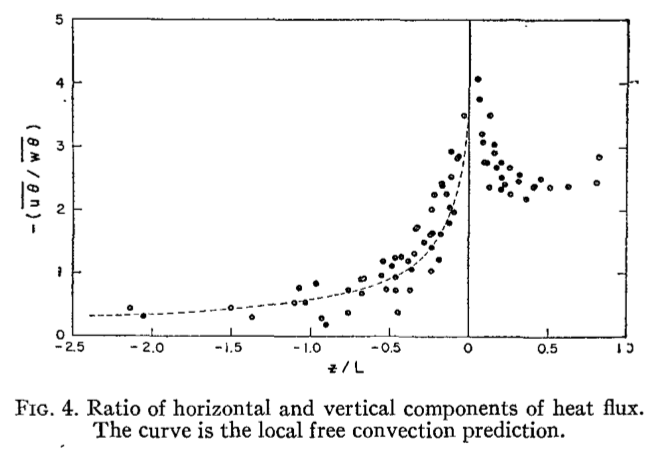 5
4
3
2
1
0
-(u̅θ̅ / w̅θ̅)
-2.5 -2.0 -1.5 -1.0 -0.5 0 0.5 1.0
z/L
FIG. 4. Ratio of horizontal and vertical components of heat flux.
The curve is the local free convection prediction.